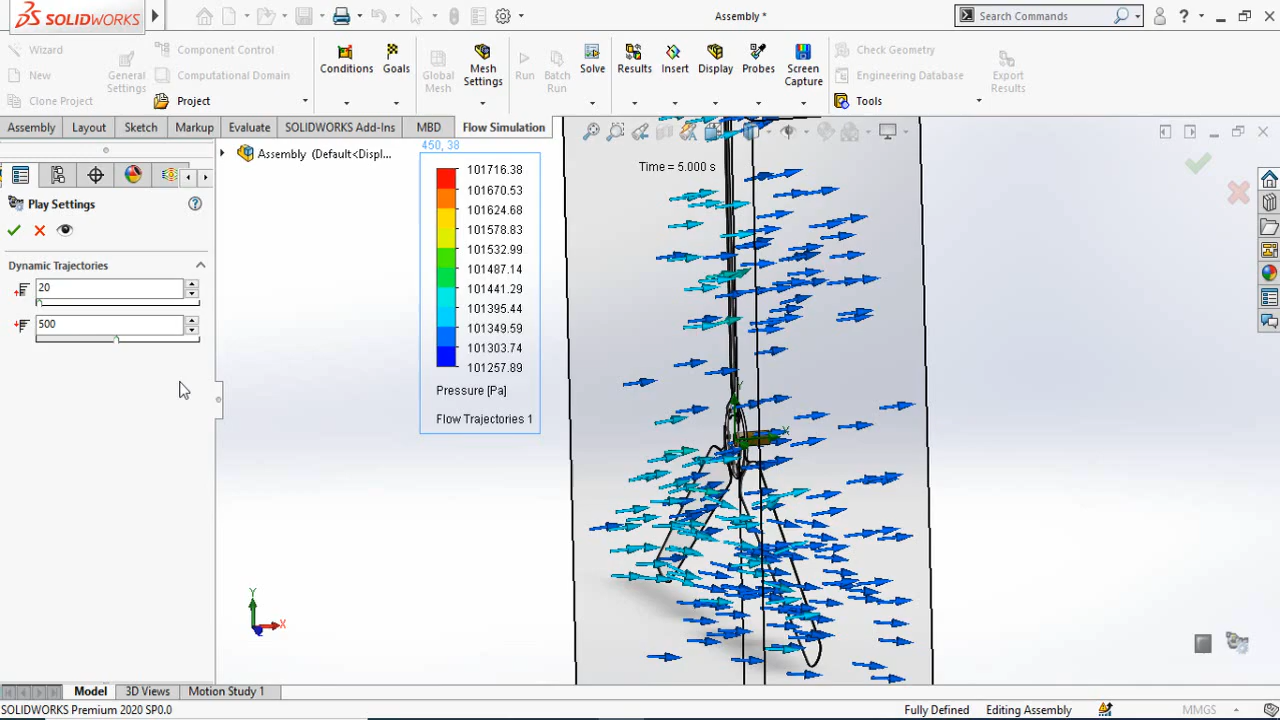 SOLIDWORKS
Assembly *
Search Commands
?
Wizard
New
Clone Project
General
Settings
Component Control
Computational Domain
Project
Conditions
Goals
Global
Mesh
Mesh
Settings
Run
Batch
Run
Solve
Results
Insert
Display
Probes
Screen
Capture
Check Geometry
Engineering Database
Tools
Export
Results
Assembly
Layout
Sketch
Markup
Evaluate
SOLIDWORKS Add-Ins
MBD
Flow Simulation
Play Settings
?
Dynamic Trajectories
20
500
Assembly (Default<Displ...
450, 38
101716.38
101670.53
101624.68
101578.83
101532.99
101487.14
101441.29
101395.44
101349.59
101303.74
101257.89
Pressure [Pa]
Flow Trajectories 1
Time = 5.000 s
Y
X
Y
X
Model
3D Views
Motion Study 1
SOLIDWORKS Premium 2020 SP0.0
Fully Defined
Editing Assembly
MMGS